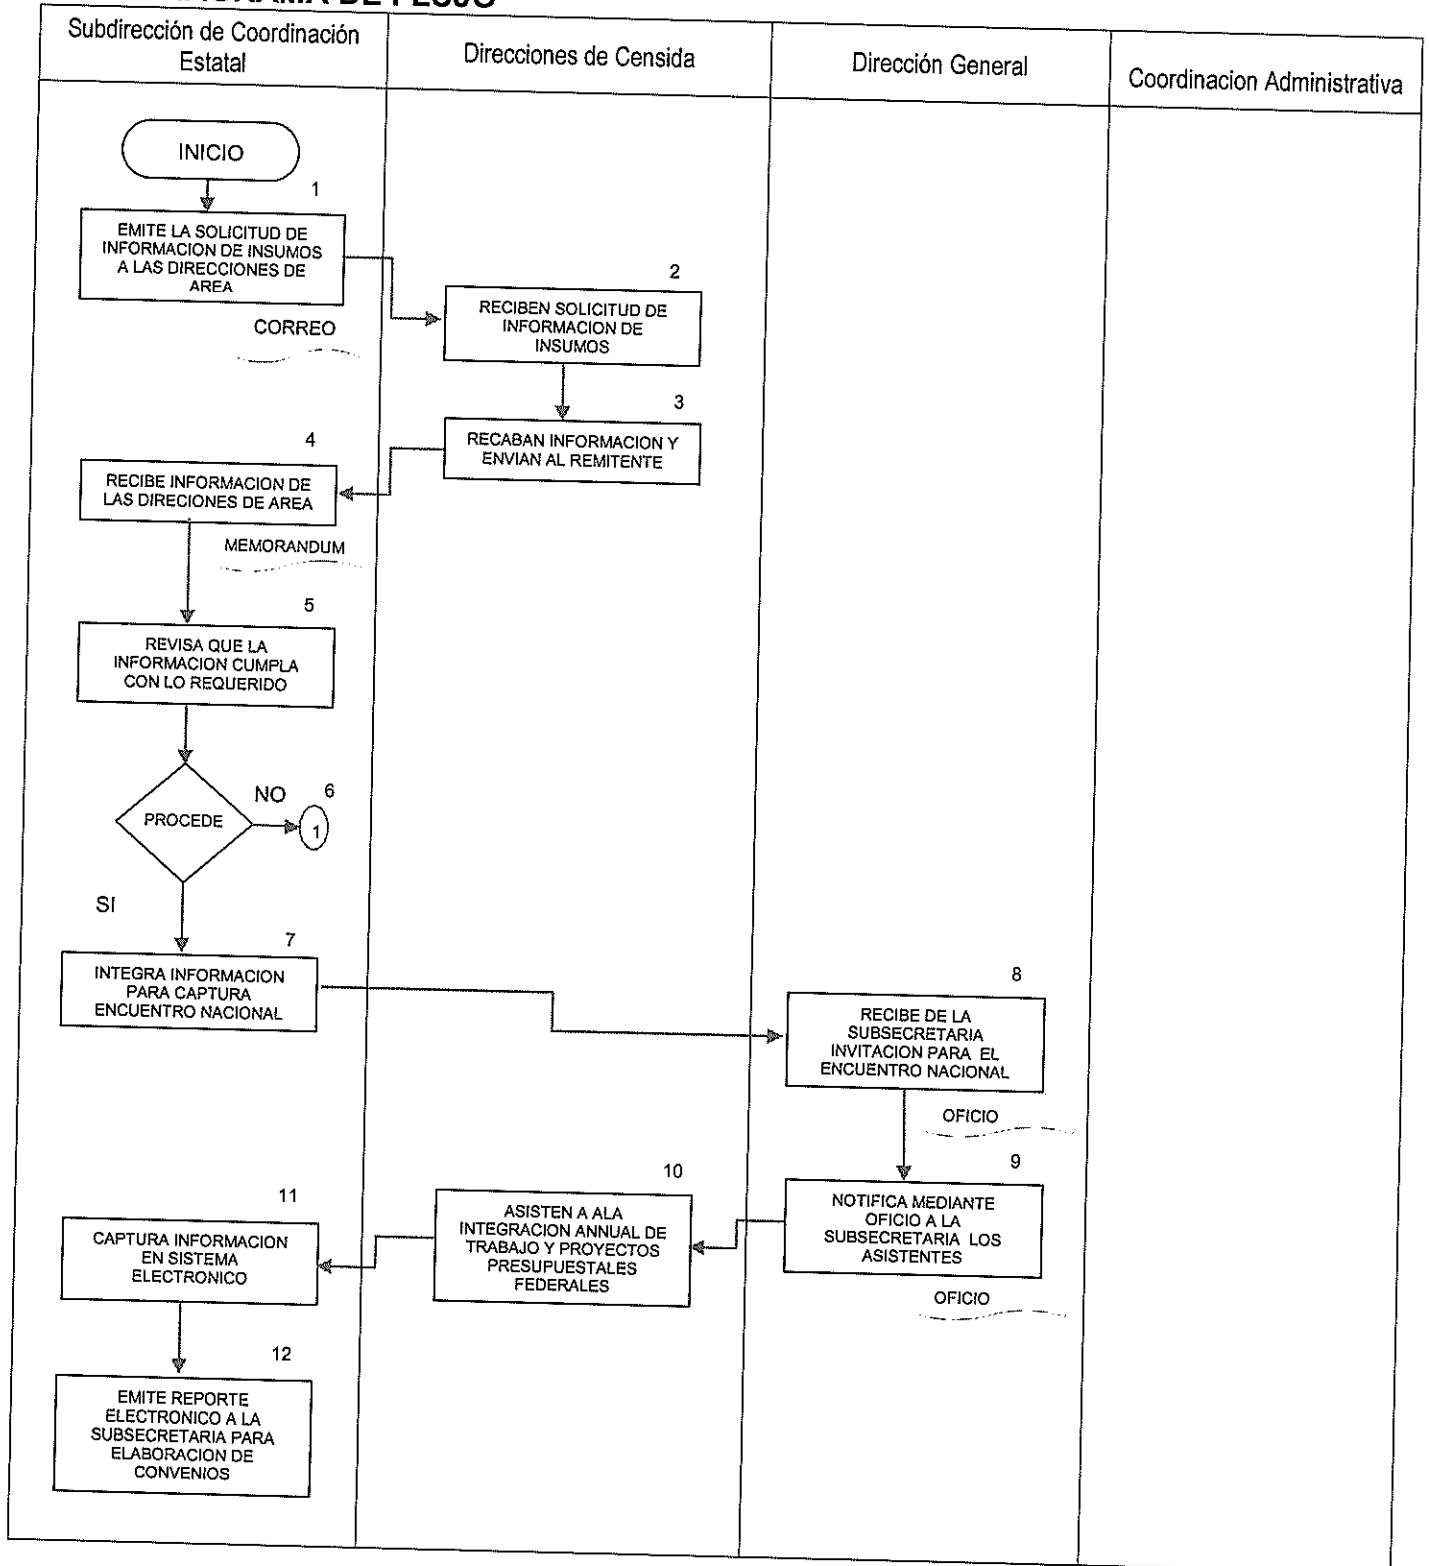 DE FLUJO
Subdirección de Coordinación
Estatal
Direcciones de Censida
Dirección General
Coordinacion Administrativa
INICIO
1
EMITE LA SOLICITUD DE
INFORMACION DE INSUMOS
A LAS DIRECCIONES DE
AREA
CORREO
2
RECIBEN SOLICITUD DE
INFORMACION DE
INSUMOS
3
RECABAN INFORMACION Y
ENVIAN AL REMITENTE
4
RECIBE INFORMACION DE
LAS DIRECIONES DE AREA
MEMORANDUM
5
REVISA QUE LA
INFORMACION CUMPLA
CON LO REQUERIDO
PROCEDE
NO
6
1
SI
7
INTEGRA INFORMACION
PARA CAPTURA
ENCUENTRO NACIONAL
8
RECIBE DE LA
SUBSECRETARIA
INVITACION PARA EL
ENCUENTRO NACIONAL
OFICIO
9
NOTIFICA MEDIANTE
OFICIO A LA
SUBSECRETARIA LOS
ASISTENTES
OFICIO
10
ASISTEN A ALA
INTEGRACION ANNUAL DE
TRABAJO Y PROYECTOS
PRESUPUESTALES
FEDERALES
11
CAPTURA INFORMACION
EN SISTEMA
ELECTRONICO
12
EMITE REPORTE
ELECTRONICO A LA
SUBSECRETARIA PARA
ELABORACION DE
CONVENIOS